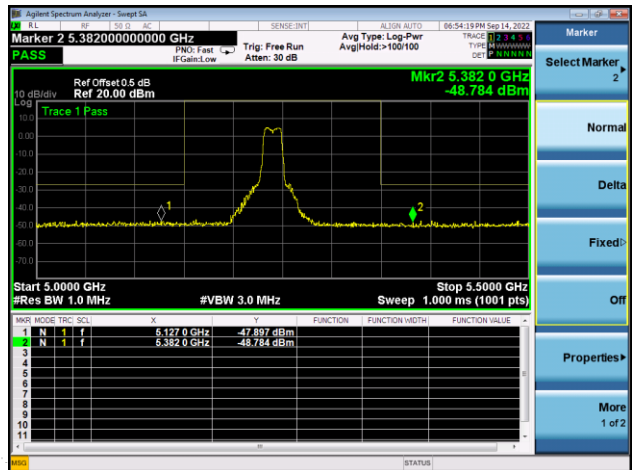 Agilent Spectrum Analyzer - Swept SA
RL RF 50 Ω AC SENSE:INT ALIGN AUTO 06:54:19 PM Sep 14, 2022
Marker 2 5.382000000000 GHz
PNO: Fast
IFGain:Low
Trig: Free Run
Atten: 30 dB
Avg Type: Log-Pwr
Avg|Hold:>100/100
TRACE 1 2 3 4 5 6
TYPE M W W W W W
DET P N N N N N
PASS
Ref Offset 0.5 dB
10 dB/div Ref 20.00 dBm
Log
Mkr2 5.382 0 GHz
-48.784 dBm
Trace 1 Pass
10.0
0.00
-10.0
-20.0
-30.0
-40.0
-50.0
-60.0
-70.0
1
2
Start 5.0000 GHz Stop 5.5000 GHz
#Res BW 1.0 MHz #VBW 3.0 MHz Sweep 1.000 ms (1001 pts)
MKR MODE TRC SCL X Y FUNCTION FUNCTION WIDTH FUNCTION VALUE
1 N 1 f 5.127 0 GHz -47.897 dBm
2 N 1 f 5.382 0 GHz -48.784 dBm
3
4
5
6
7
8
9
10
11
MSG STATUS
Marker
Select Marker
2
Normal
Delta
Fixed
Off
Properties
More
1 of 2